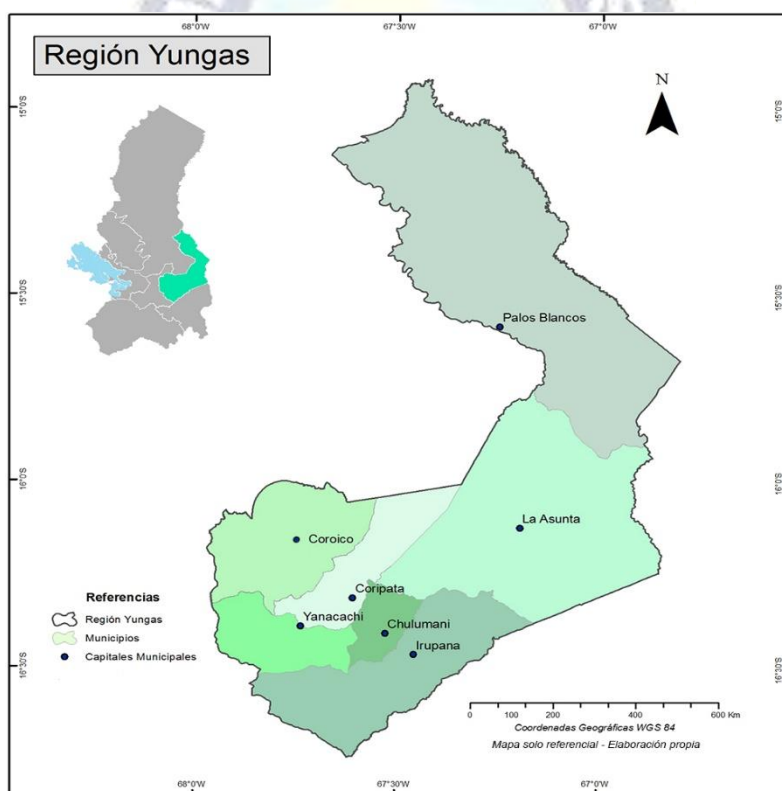 68°0'W 67°30'W 67°0'W
Región Yungas
N
15°0'S 15°0'S
15°30'S 15°30'S
Palos Blancos
16°0'S 16°0'S
La Asunta
Coroico
Referencias
Coripata
Región Yungas
Yanacachi
Chulumani
Municipios
Irupana
Capitales Municipales
16°30'S 16°30'S
0 100 200 400 600 Km
Coordenadas Geográficas WGS 84
Mapa solo referencial - Elaboración propia
68°0'W 67°30'W 67°0'W